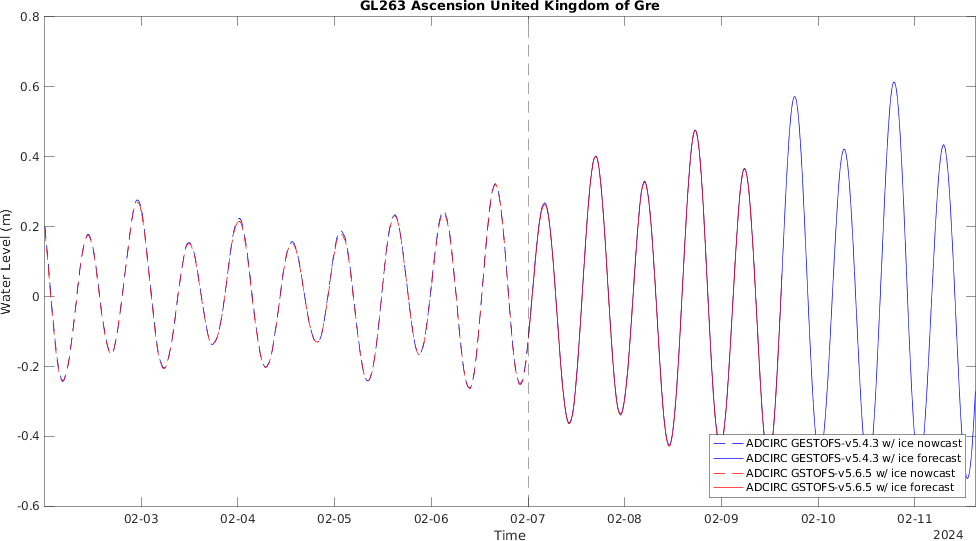 GL263 Ascension United Kingdom of Gre
0.8
0.6
0.4
0.2
0
-0.2
-0.4
-0.6
Water Level (m)
ADCIRC GESTOFS-v5.4.3 w/ ice nowcast
ADCIRC GESTOFS-v5.4.3 w/ ice forecast
ADCIRC GSTOFS-v5.6.5 w/ ice nowcast
ADCIRC GSTOFS-v5.6.5 w/ ice forecast
02-03 02-04 02-05 02-06 02-07 02-08 02-09 02-10 02-11
Time
2024